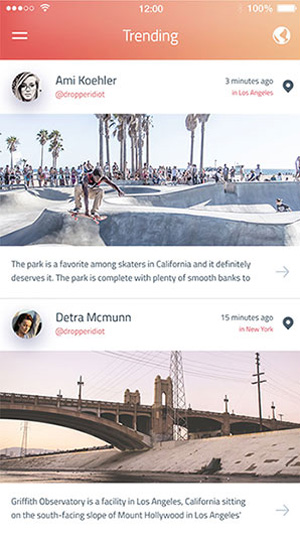 12:00
100%
Trending
Ami Koehler
3 minutes ago
@dropperidiot
in Los Angeles
The park is a favorite among skaters in California and it definitely
deserves it. The park is complete with plenty of smooth banks to
Detra Mcmunn
15 minutes ago
@dropperidiot
in New York
Griffith Observatory is a facility in Los Angeles, California sitting
on the south-facing slope of Mount Hollywood in Los Angeles'